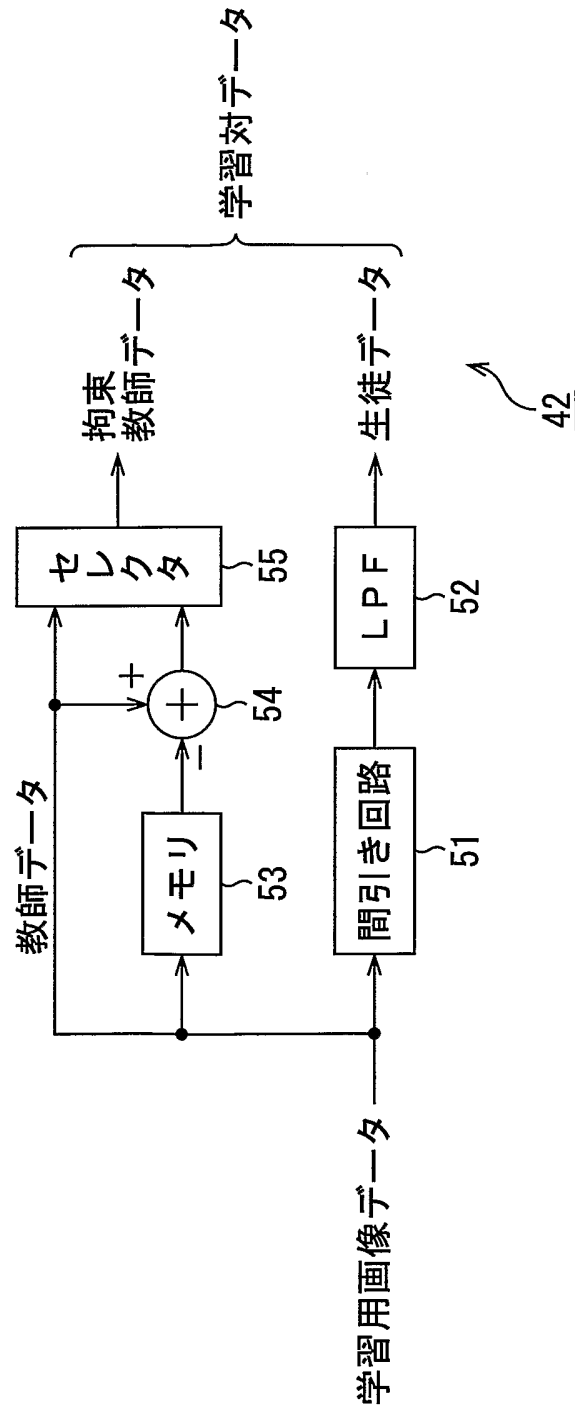 学習用画像データ
教師データ
メモリ
53
+
−
+
54
セレクタ
55
拘束
教師データ
間引き回路
51
LPF
52
生徒データ
学習対データ
42